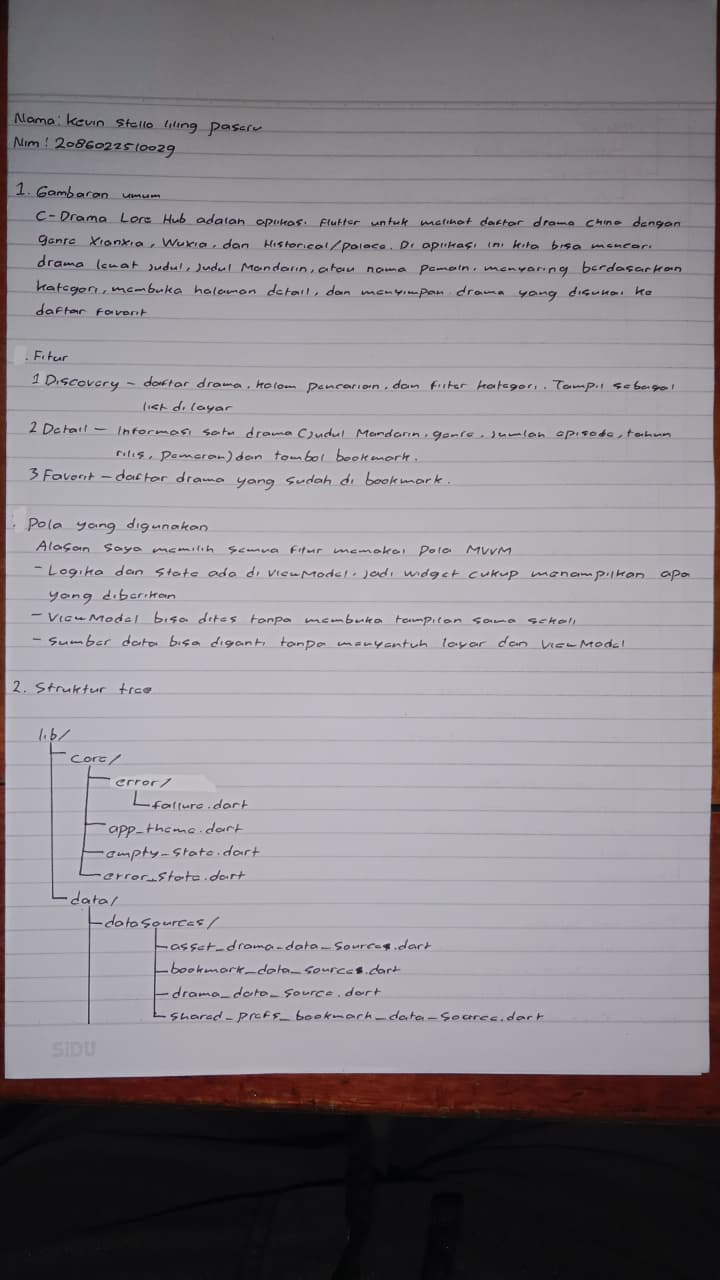 Nama: Kevin Stello liling pasaru
Nim: 2086022510029
1. Gambaran umum
C-Drama Lore Hub adalah aplikasi Flutter untuk melihat daftar drama china dengan
genre Xianxia, Wuxia, dan Historical/palace. Di aplikasi ini kita bisa mencari
drama lewat judul, judul Mandarin, atau nama pemain, menyaring berdasarkan
kategori, membuka halaman detail, dan menyimpan drama yang disukai ke
daftar favorit
. Fitur
1 Discovery - daftar drama, kolom pencarian, dan filter kategori. Tampil sebagai
list di layar
2 Detail - Informasi satu drama (judul Mandarin, genre, jumlah episode, tahun
rilis, pemeran) dan tombol bookmark.
3 Favorit - daftar drama yang sudah di bookmark.
. Pola yang digunakan
Alasan saya memilih semua fitur memakai pola MVVM
- Logika dan state ada di ViewModel. jadi widget cukup menampilkan apa
yang diberikan
- ViewModel bisa dites tanpa membuka tampilan sama sekali
- Sumber data bisa diganti tanpa menyentuh layar dan ViewModel
2. Struktur tree
lib/
core/
error/
failure.dart
app_theme.dart
empty_state.dart
error_state.dart
data/
datasources/
asset_drama_data_sources.dart
bookmark_data_sources.dart
drama_data_source.dart
shared_prefs_bookmark_data_source.dart
SiDU